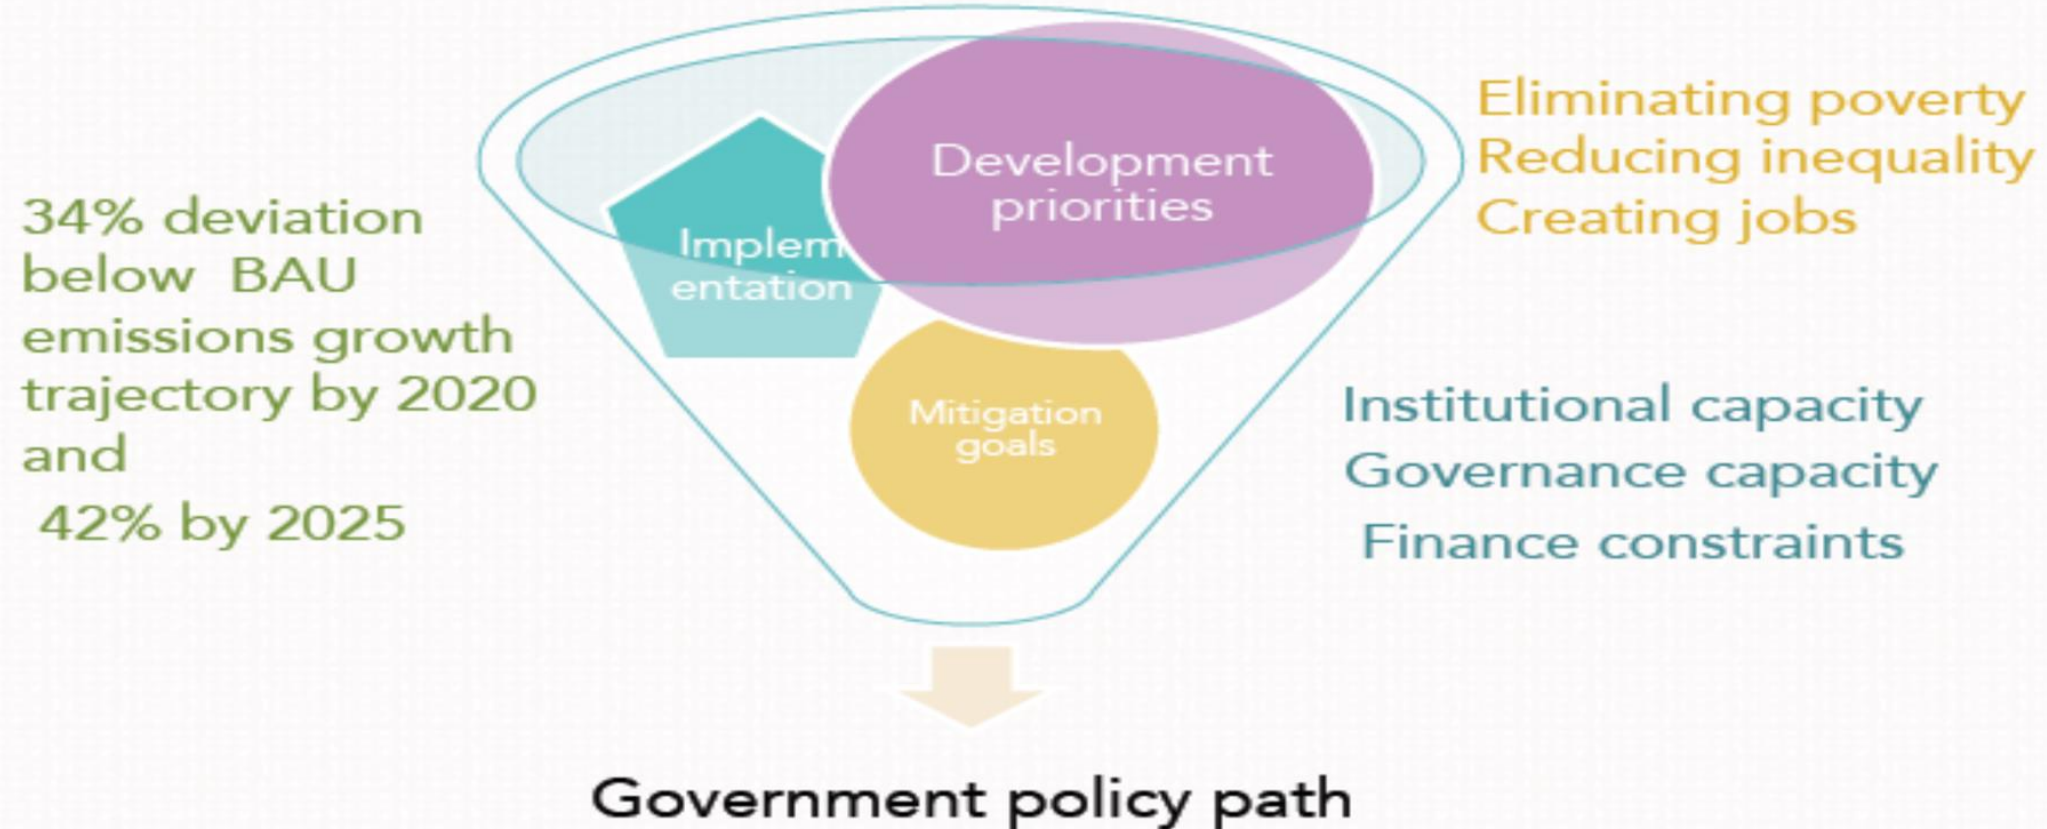 34% deviation
below BAU
emissions growth
trajectory by 2020
and
42% by 2025
Implem
entation
Development
priorities
Mitigation
goals
Eliminating poverty
Reducing inequality
Creating jobs
Institutional capacity
Governance capacity
Finance constraints
Government policy path